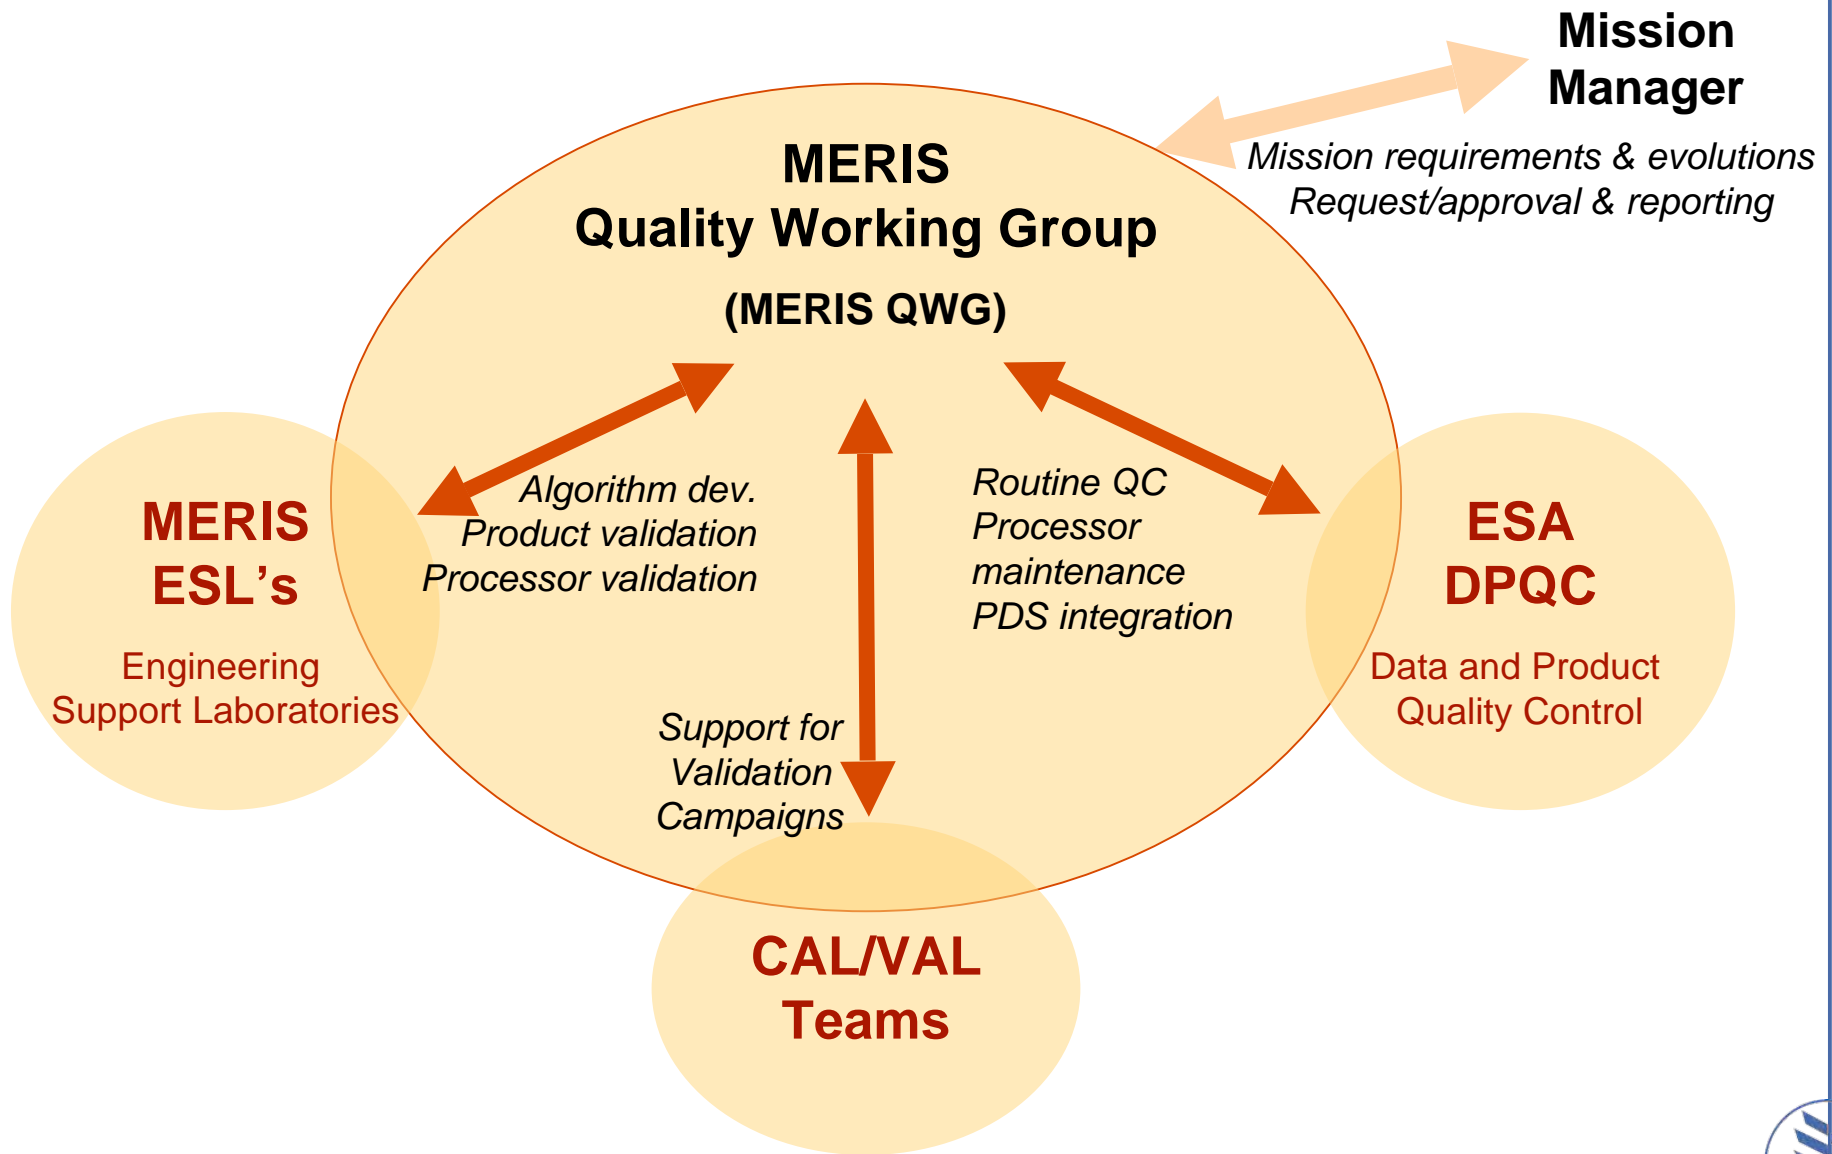 Mission
Manager
Mission requirements & evolutions
Request/approval & reporting
MERIS
Quality Working Group
(MERIS QWG)
Algorithm dev.
Product validation
Processor validation
Routine QC
Processor
maintenance
PDS integration
MERIS
ESL’s
Engineering
Support Laboratories
ESA
DPQC
Data and Product
Quality Control
Support for
Validation
Campaigns
CAL/VAL
Teams